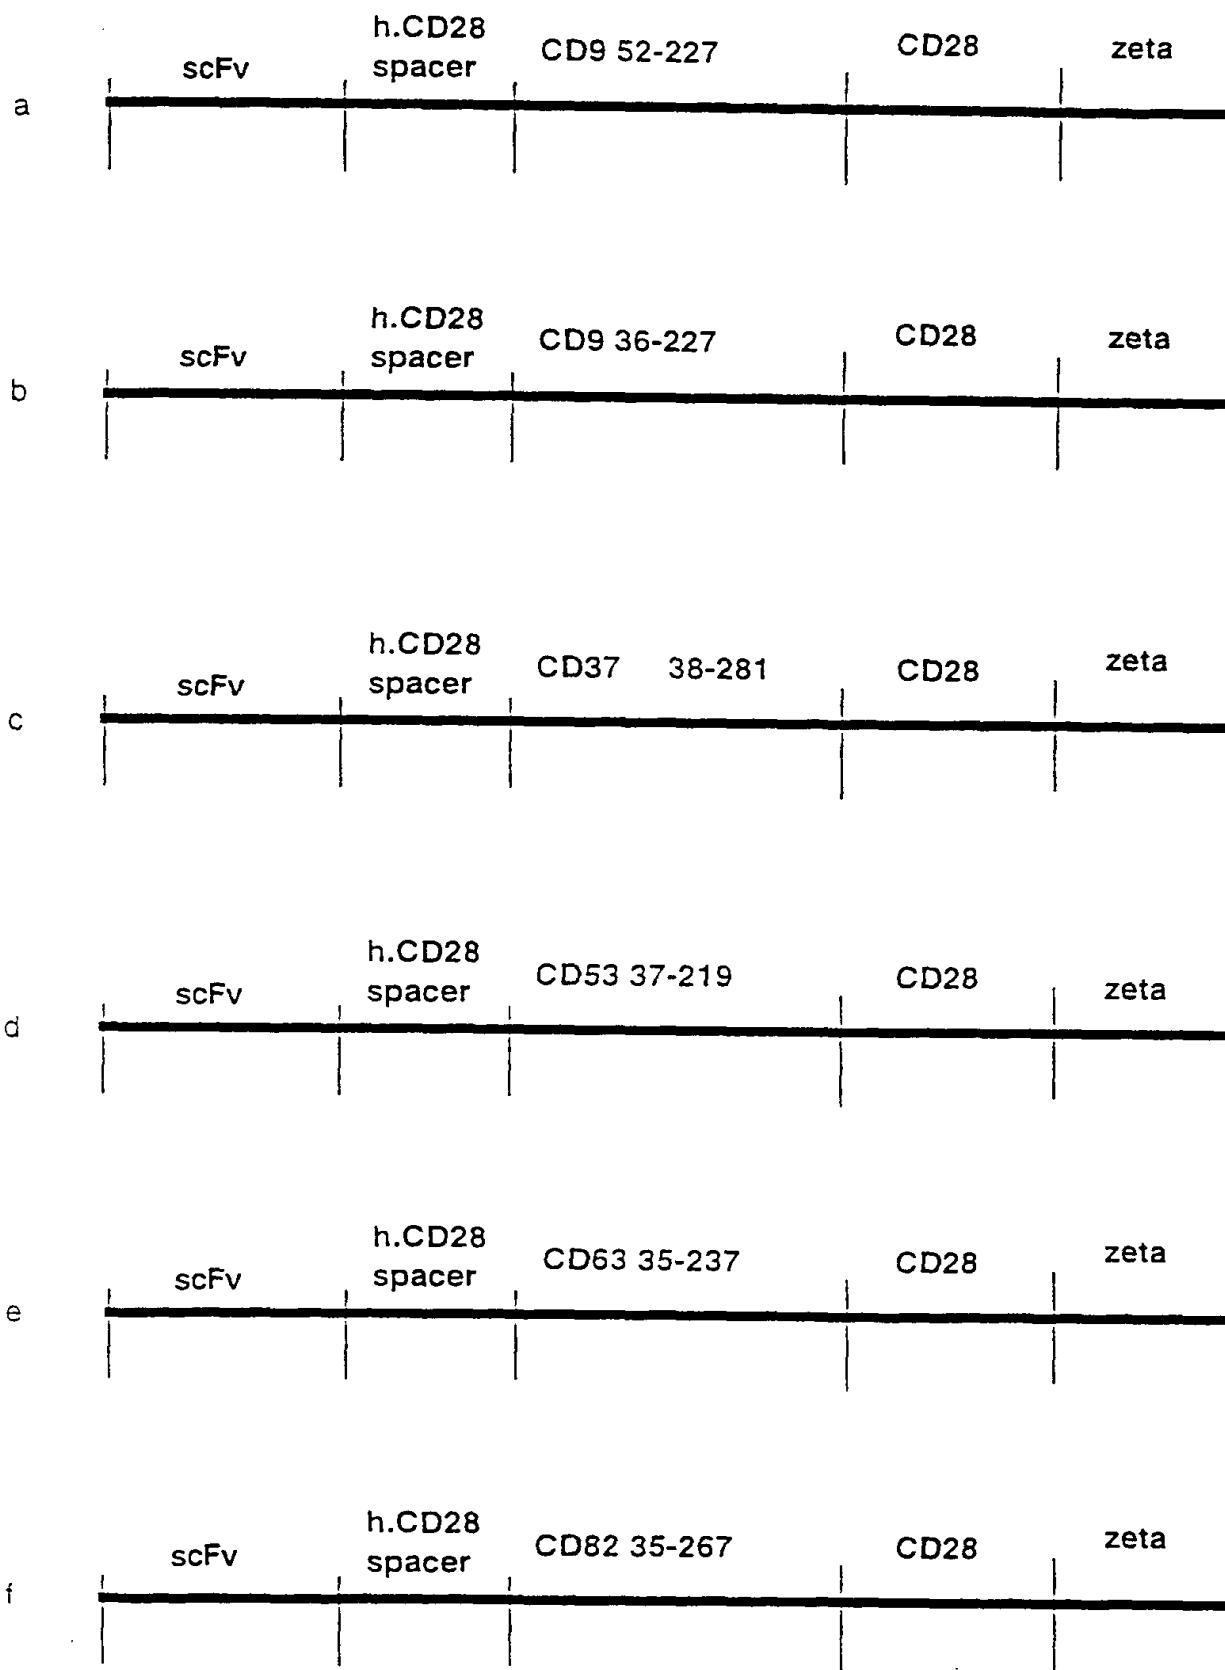 a
scFv
h.CD28
spacer
CD9 52-227
CD28
zeta
b
scFv
h.CD28
spacer
CD9 36-227
CD28
zeta
c
scFv
h.CD28
spacer
CD37 38-281
CD28
zeta
d
scFv
h.CD28
spacer
CD53 37-219
CD28
zeta
e
scFv
h.CD28
spacer
CD63 35-237
CD28
zeta
f
scFv
h.CD28
spacer
CD82 35-267
CD28
zeta